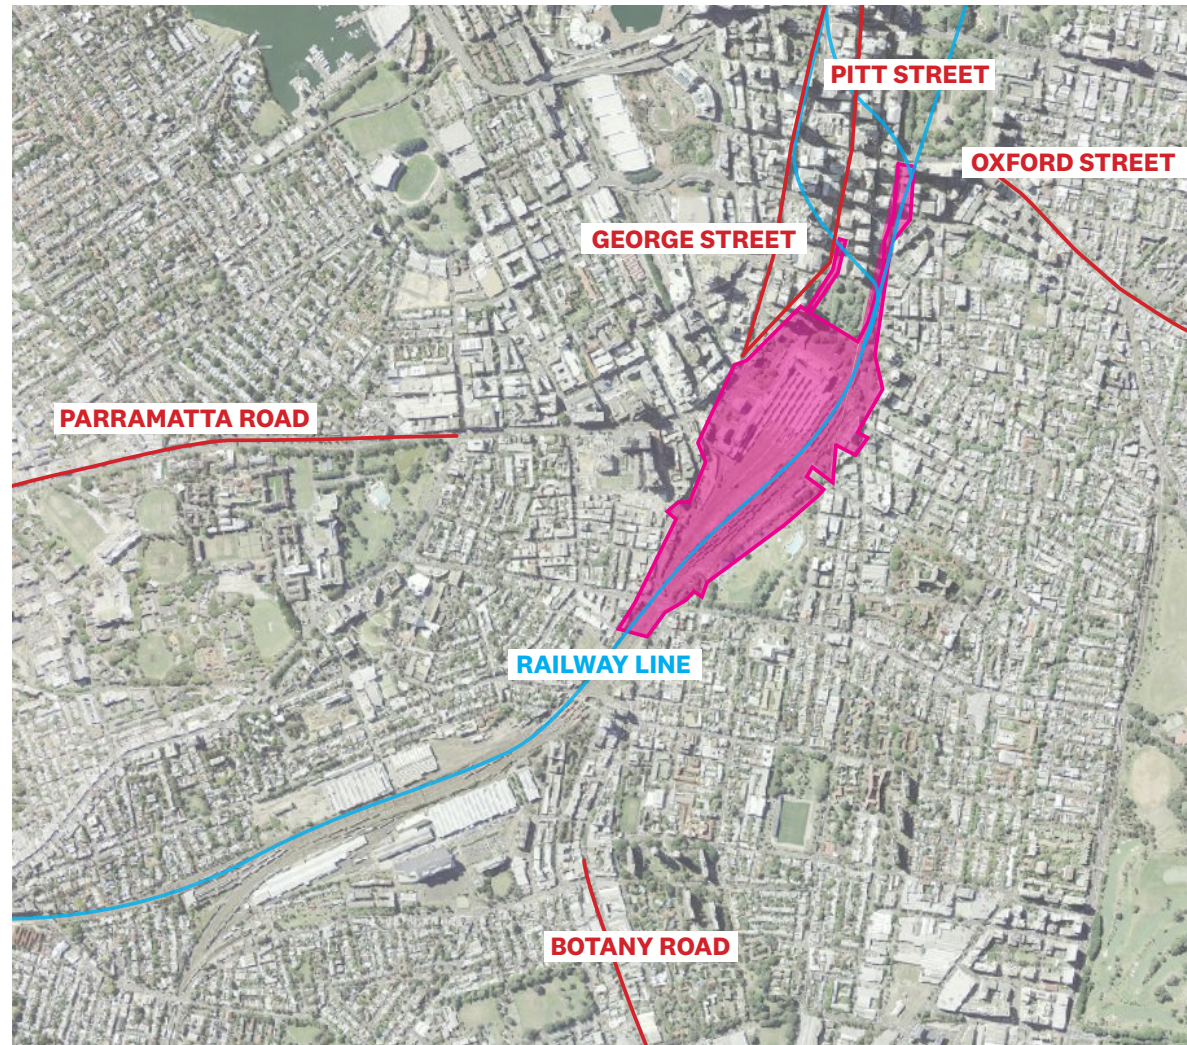 PITT STREET
OXFORD STREET
GEORGE STREET
PARRAMATTA ROAD
RAILWAY LINE
BOTANY ROAD